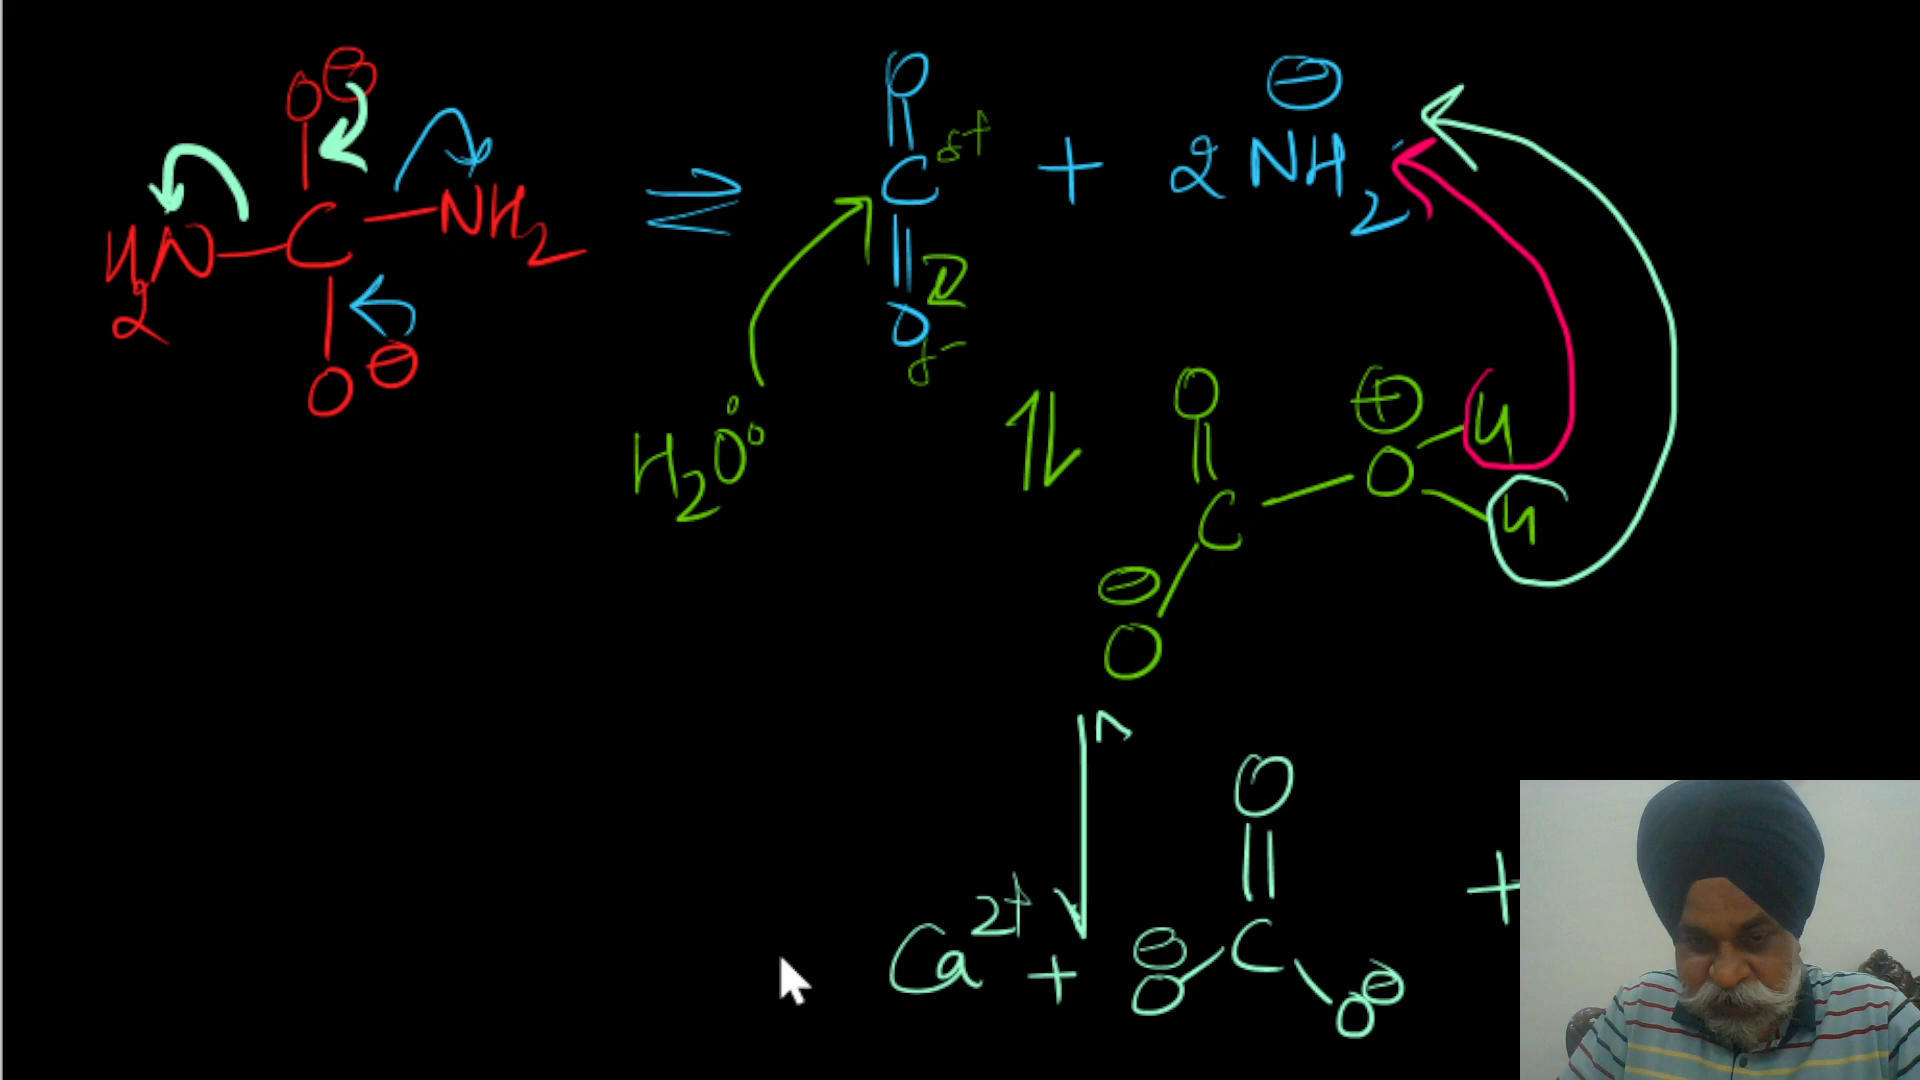 O⊖
H2N—C—NH2
O⊖
⇌
O
||
C δ+
||
O δ−
+ 2NH2 ⊖
H2O
⇌
O
||
C—O⊕
H
H
⊖
O
O
||
Ca2+ + ⊖O C O⊖ +